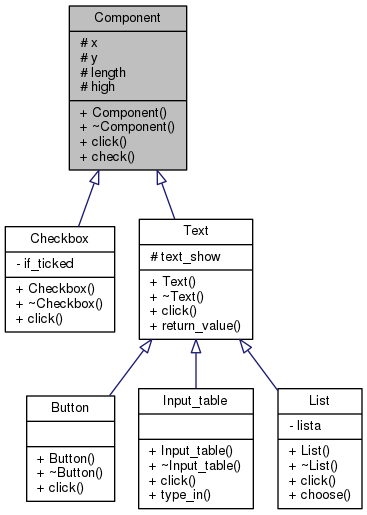 Component
# x
# y
# length
# high
+ Component()
+ ~Component()
+ click()
+ check()
Checkbox
- if_ticked
+ Checkbox()
+ ~Checkbox()
+ click()
Text
# text_show
+ Text()
+ ~Text()
+ click()
+ return_value()
Button
+ Button()
+ ~Button()
+ click()
Input_table
+ Input_table()
+ ~Input_table()
+ click()
+ type_in()
List
- lista
+ List()
+ ~List()
+ click()
+ choose()